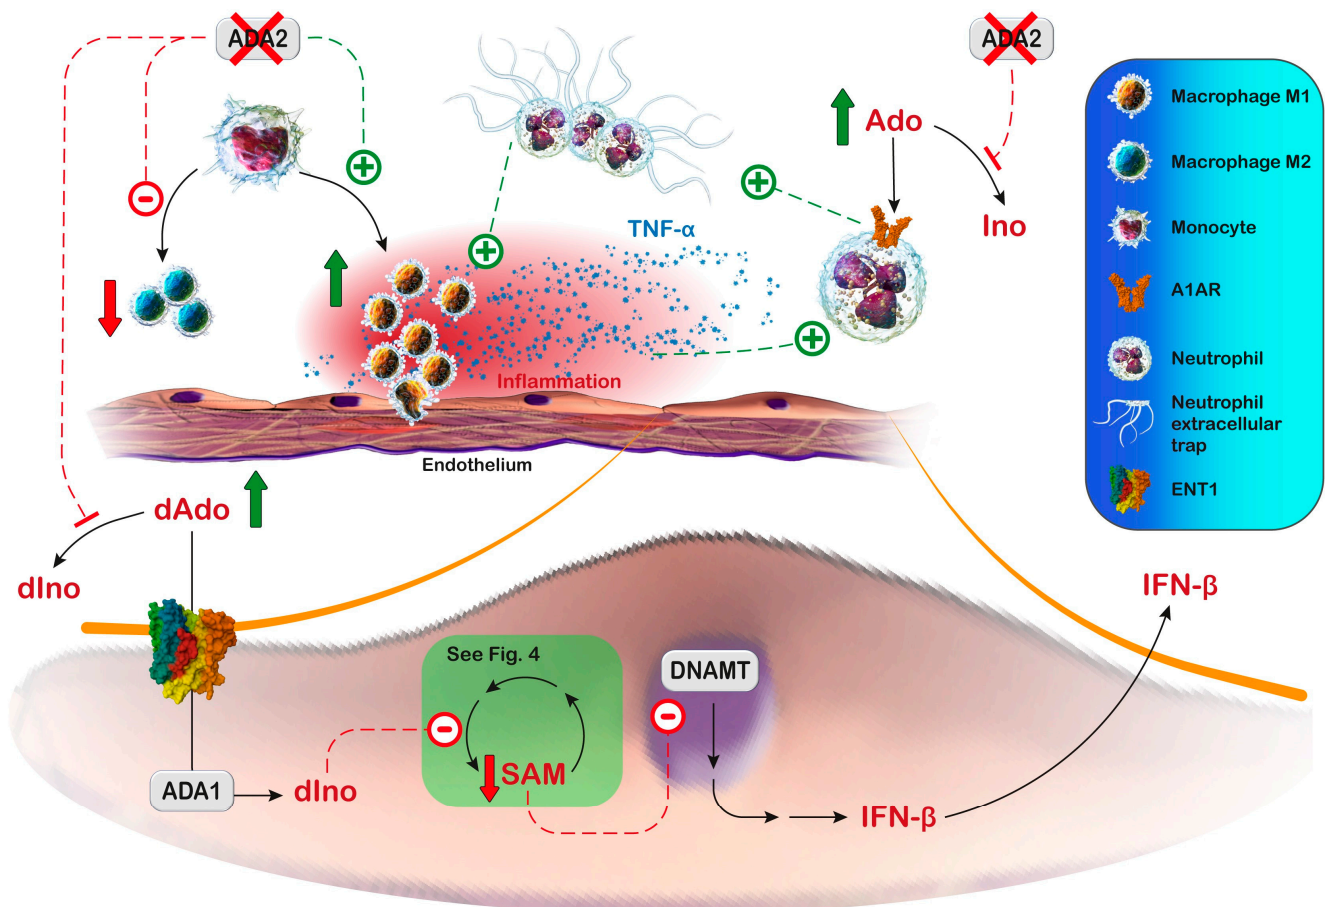 ADA2
ADA2
Ado
Ino
TNF-α
Inflammation
Endothelium
Macrophage M1
Macrophage M2
Monocyte
A1AR
Neutrophil
Neutrophil
extracellular
trap
ENT1
dAdo
dIno
See Fig. 4
SAM
DNAMT
ADA1
dIno
IFN-β
IFN-β